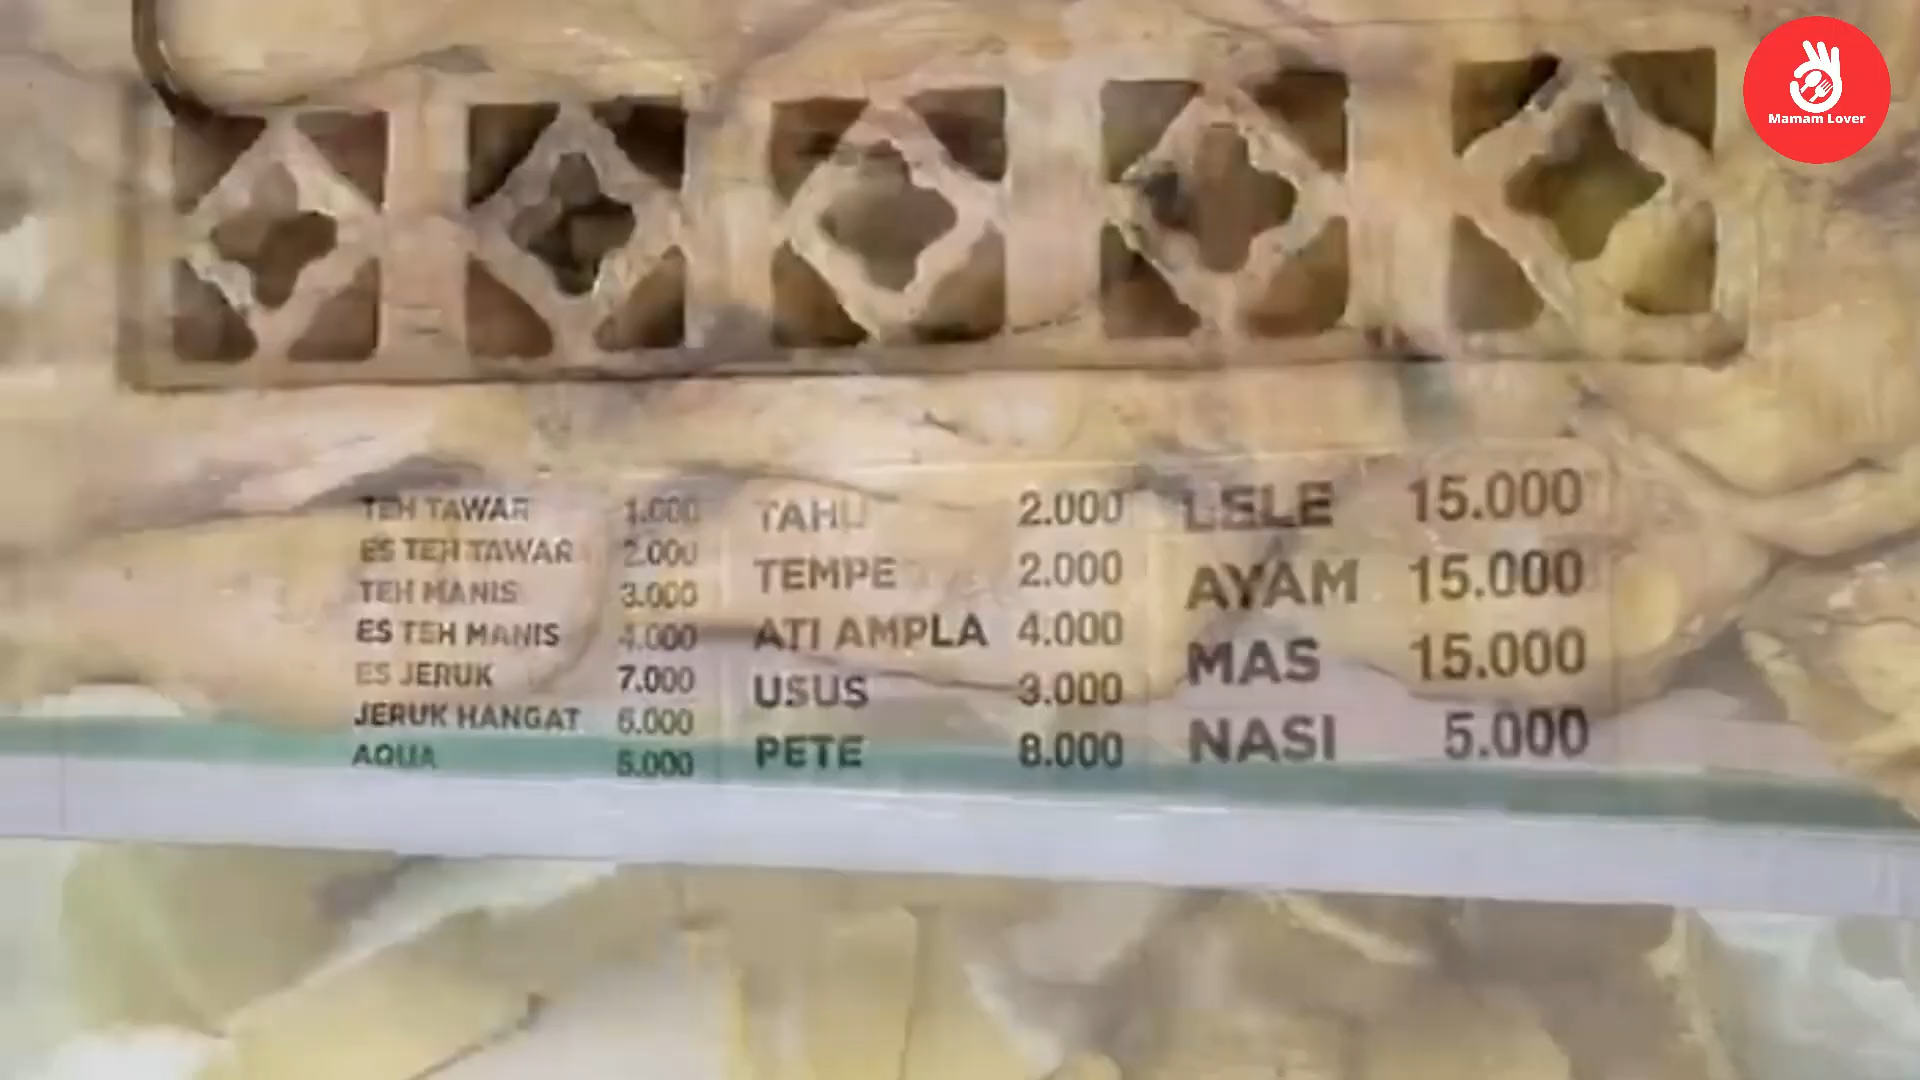 Mamam Lover
TEH TAWAR 1.000
ES TEH TAWAR 2.000
TEH MANIS 3.000
ES TEH MANIS 4.000
ES JERUK 7.000
JERUK HANGAT 6.000
AQUA 5.000
TAHU 2.000
TEMPE 2.000
ATI AMPLA 4.000
USUS 3.000
PETE 8.000
LELE 15.000
AYAM 15.000
MAS 15.000
NASI 5.000